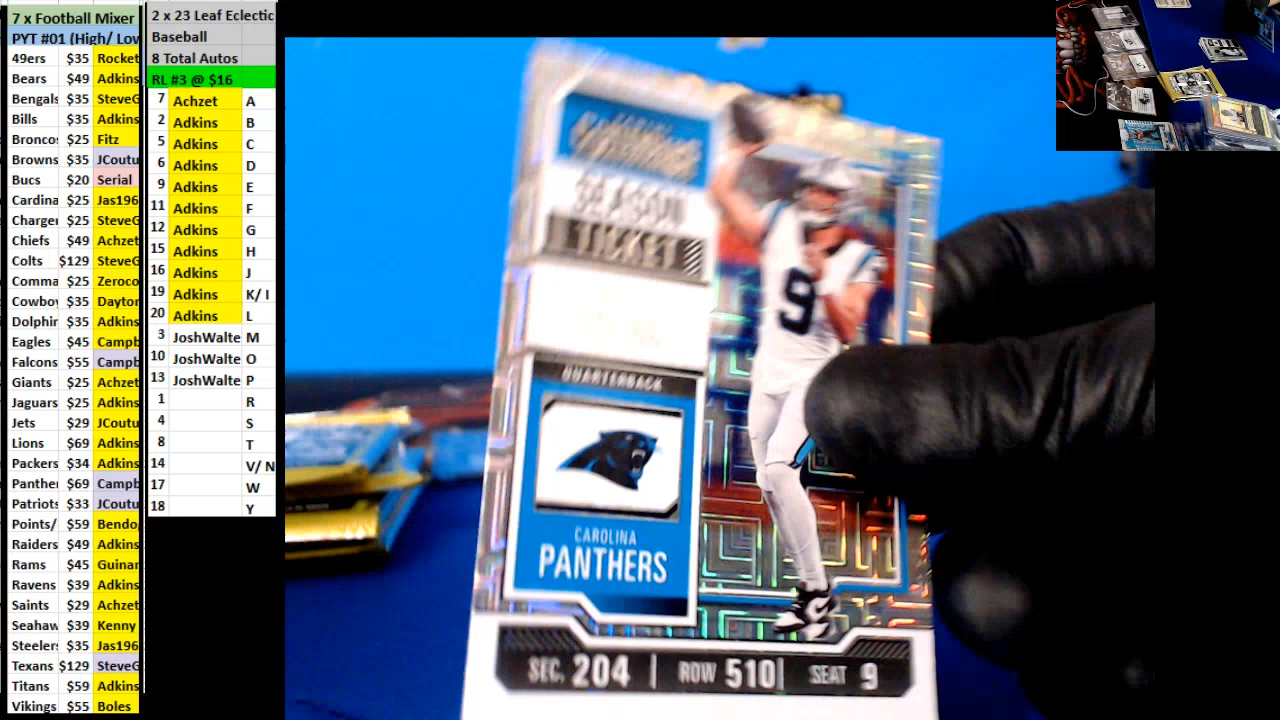 7 x Football Mixer
PYT #01 (High/ Lov
49ers $35 Rocket
Bears $49 Adkins
Bengals $35 SteveG
Bills $35 Adkins
Broncos $25 Fitz
Browns $35 JCoutu
Bucs $20 Serial
Cardina $25 Jas196
Charger $25 SteveG
Chiefs $49 Achzet
Colts $129 SteveG
Comma $25 Zeroco
Cowboy $35 Dayton
Dolphin $35 Adkins
Eagles $45 Campb
Falcons $55 Campb
Giants $25 Achzet
Jaguars $25 Adkins
Jets $29 JCoutu
Lions $69 Adkins
Packers $34 Adkins
Panthe $69 Campb
Patriots $33 JCoutu
Points/ $59 Bendo
Raiders $49 Adkins
Rams $45 Guinar
Ravens $39 Adkins
Saints $29 Achzet
Seahaw $39 Kenny
Steelers $35 Jas196
Texans $129 SteveG
Titans $59 Adkins
Vikings $55 Boles
2 x 23 Leaf Eclectic
Baseball
8 Total Autos
RL #3 @ $16
7 Achzet A
2 Adkins B
5 Adkins C
6 Adkins D
9 Adkins E
11 Adkins F
12 Adkins G
15 Adkins H
16 Adkins J
19 Adkins K/ I
20 Adkins L
3 JoshWalte M
10 JoshWalte O
13 JoshWalte P
1 R
4 S
8 T
14 V/ N
17 W
18 Y
SEASON
TICKET
9
QUARTERBACK
CAROLINA
PANTHERS
SEC. 204 | ROW 510 | SEAT 9